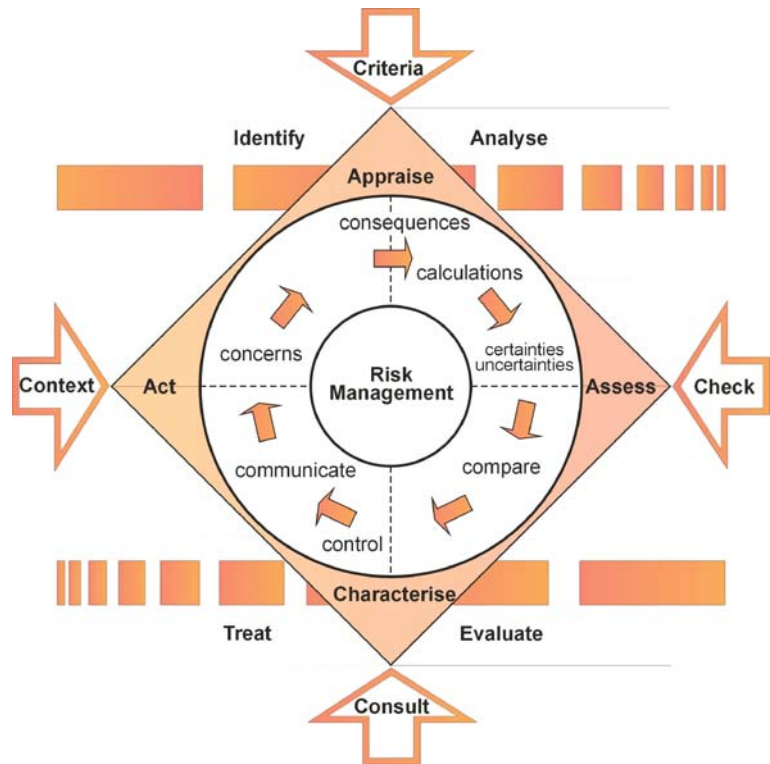 Criteria
Identify
Analyse
Appraise
consequences
calculations
concerns
certainties
uncertainties
Context
Act
Risk
Management
Assess
Check
communicate
compare
control
Characterise
Treat
Evaluate
Consult